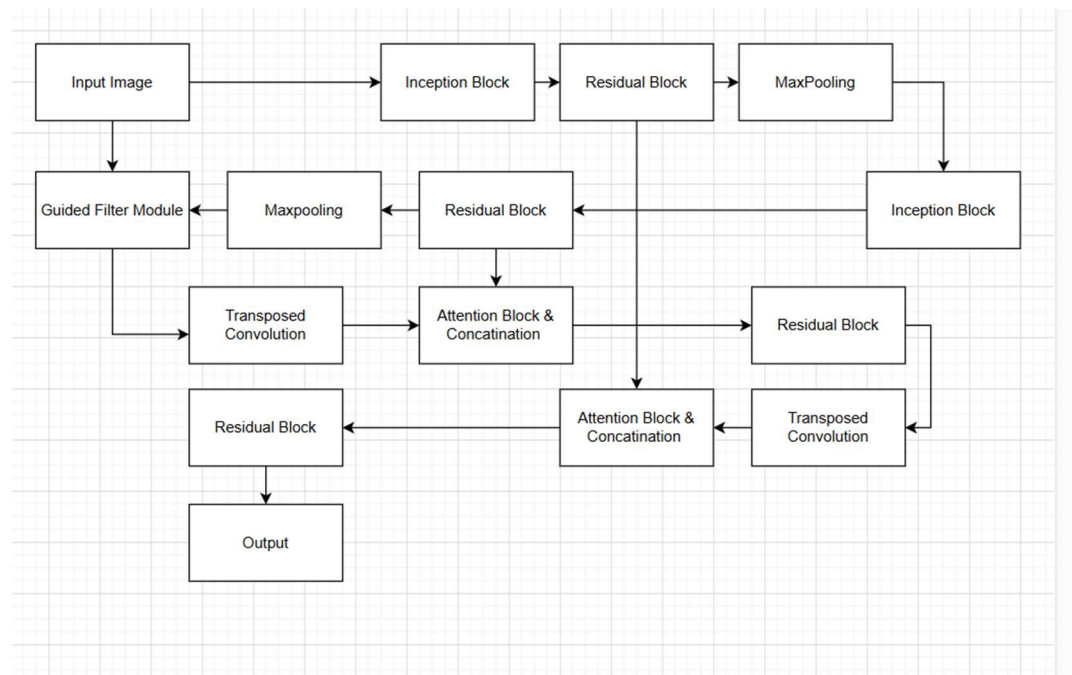 Input Image
Inception Block
Residual Block
MaxPooling
Guided Filter Module
Maxpooling
Residual Block
Inception Block
Transposed
Convolution
Attention Block &
Concatination
Residual Block
Residual Block
Attention Block &
Concatination
Transposed
Convolution
Output